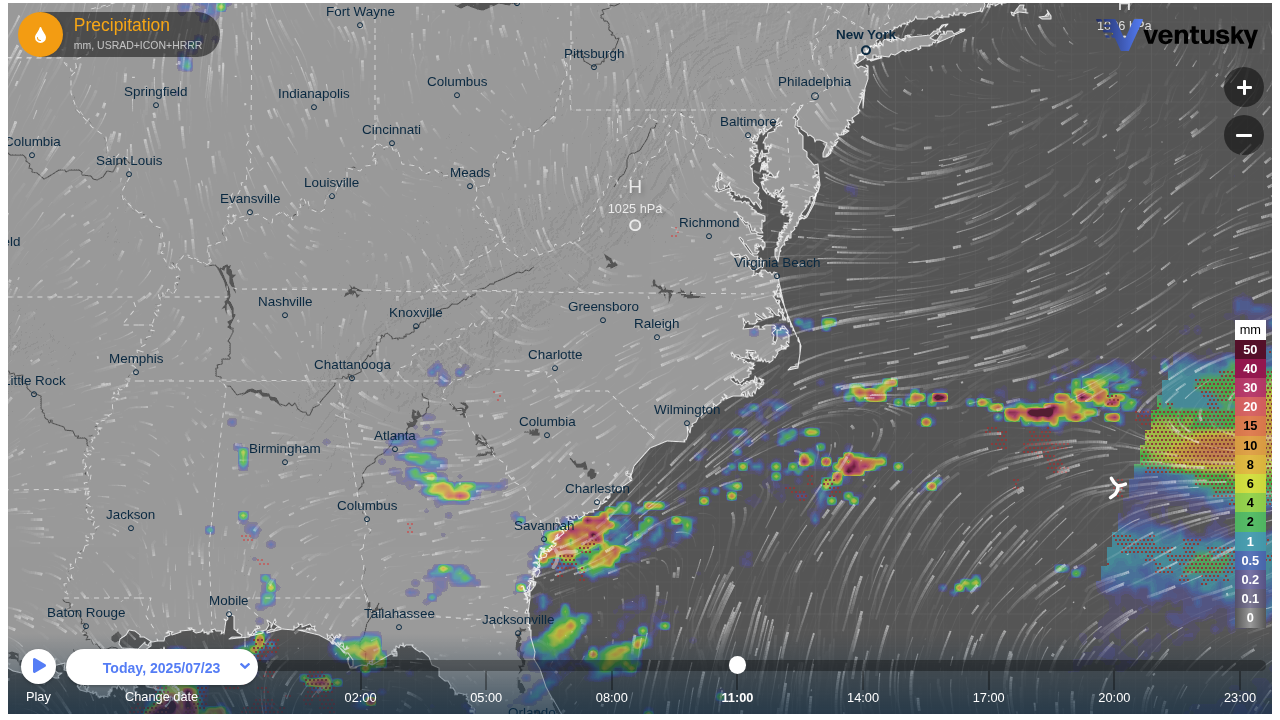 Precipitation
mm, USRAD+ICON+HRRR
Fort Wayne
H
hPa
ventusky
New York
Pittsburgh
Philadelphia
Springfield
Indianapolis
Columbus
+
−
Baltimore
Cincinnati
Columbia
Saint Louis
Louisville
Meads
Evansville
H
1025 hPa
Richmond
eld
Virginia Beach
Nashville
Knoxville
Greensboro
Raleigh
Memphis
Chattanooga
Charlotte
Little Rock
Wilmington
Columbia
Atlanta
Birmingham
Charleston
Columbus
Jackson
Savannah
Mobile
Baton Rouge
Tallahassee
Jacksonville
Orlando
mm
50
40
30
20
15
10
8
6
4
2
1
0.5
0.2
0.1
0
Today, 2025/07/23
Play
Change date
02:00
05:00
08:00
11:00
14:00
17:00
20:00
23:00